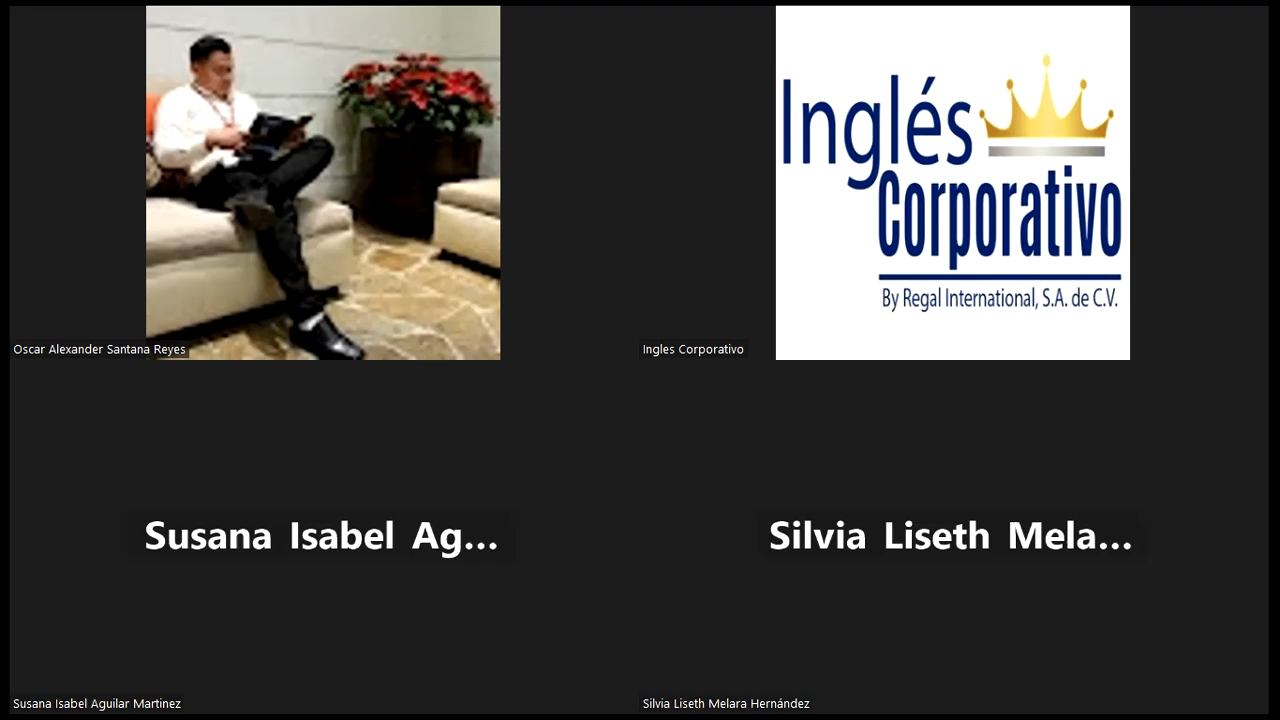 Inglés
Corporativo
By Regal International, S.A. de C.V.
Oscar Alexander Santana Reyes
Ingles Corporativo
Susana Isabel Ag...
Silvia Liseth Mela...
Susana Isabel Aguilar Martinez
Silvia Liseth Melara Hernández